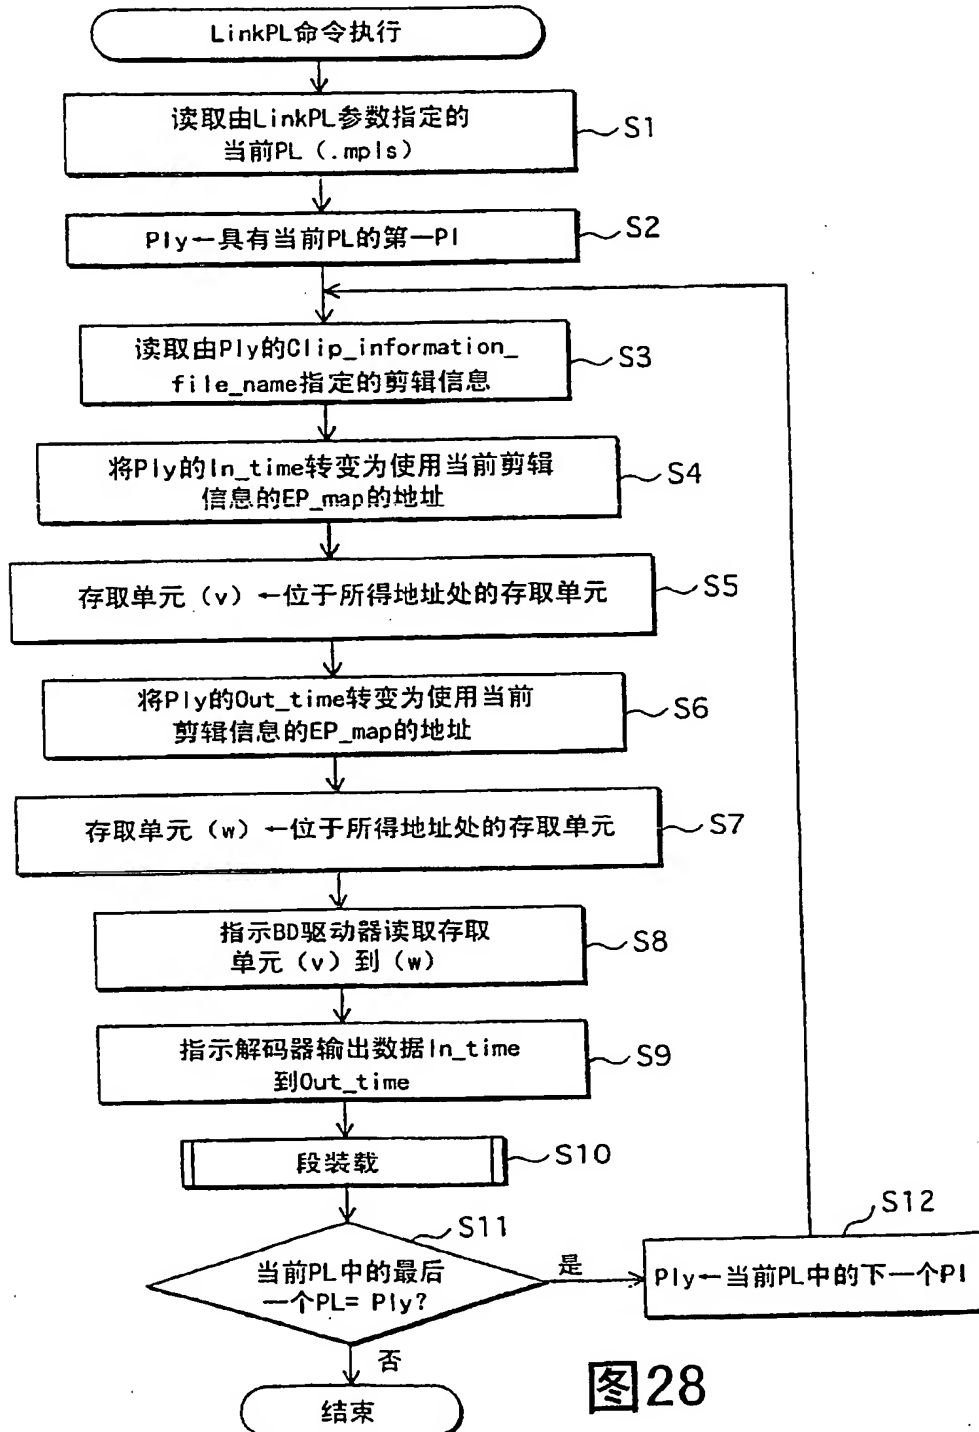 LinkPL命令执行
读取由LinkPL参数指定的
当前PL（.mpls）
S1
PIy←具有当前PL的第一PI
S2
读取由PIy的Clip_information_
file_name指定的剪辑信息
S3
将PIy的In_time转变为使用当前剪辑
信息的EP_map的地址
S4
存取单元（v）←位于所得地址处的存取单元
S5
将PIy的Out_time转变为使用当前
剪辑信息的EP_map的地址
S6
存取单元（w）←位于所得地址处的存取单元
S7
指示BD驱动器读取存取
单元（v）到（w）
S8
指示解码器输出数据In_time
到Out_time
S9
段装载
S10
S11
当前PL中的最后
一个PL= PIy?
是
S12
PIy←当前PL中的下一个PI
否
结束
图28